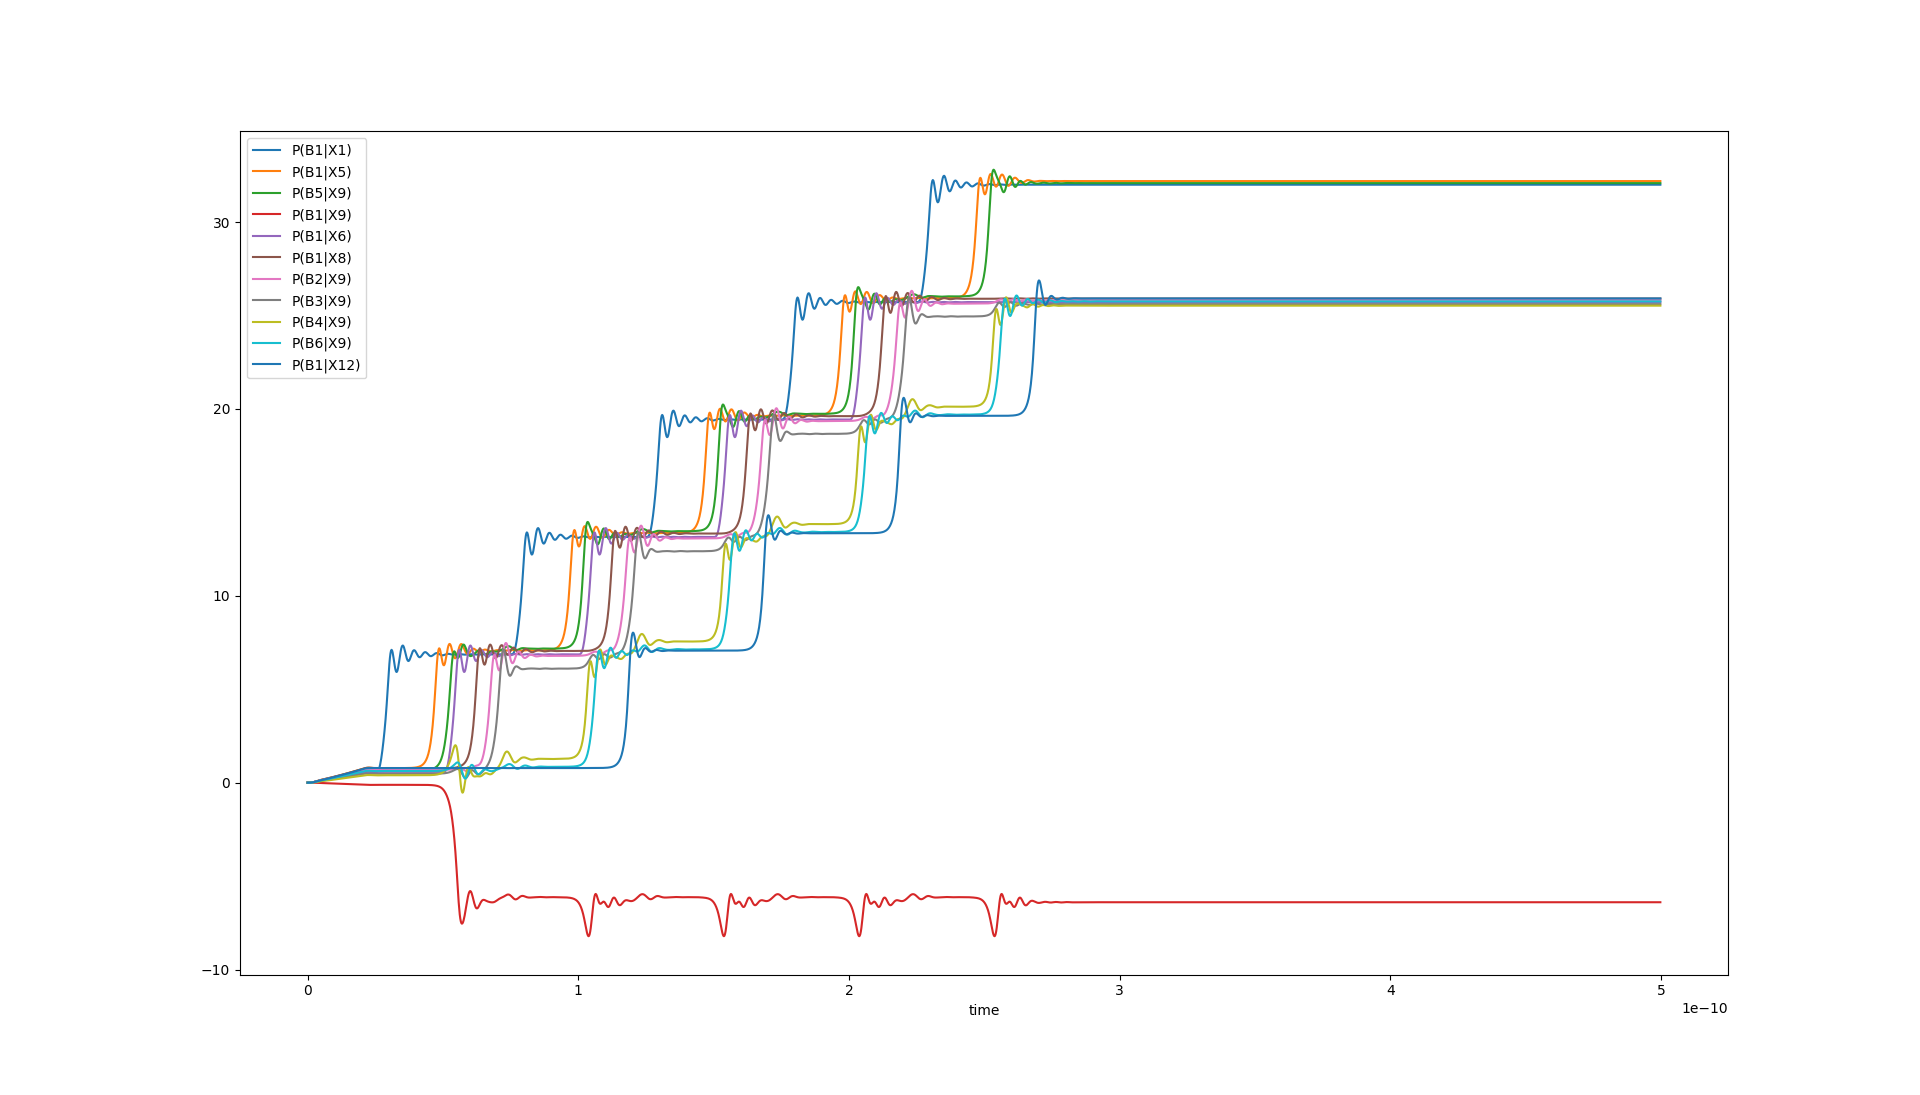 P(B1|X1)
P(B1|X5)
P(B5|X9)
P(B1|X9)
P(B1|X6)
P(B1|X8)
P(B2|X9)
P(B3|X9)
P(B4|X9)
P(B6|X9)
P(B1|X12)
30
20
10
0
−10
0 1 2 3 4 5
time
1e−10